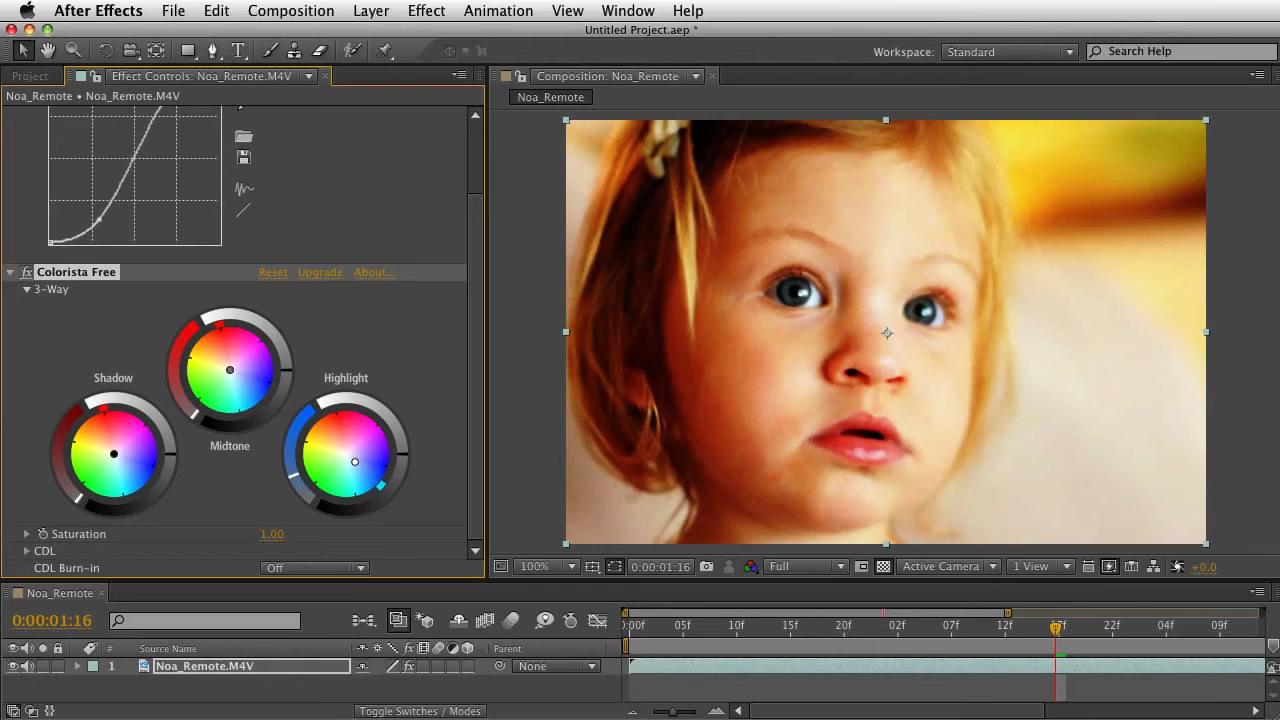 After Effects File Edit Composition Layer Effect Animation View Window Help
Untitled Project.aep *
T Workspace: Standard Search Help
Project Effect Controls: Noa_Remote.M4V Composition: Noa_Remote
Noa_Remote • Noa_Remote.M4V
Noa_Remote
fx Colorista Free Reset Upgrade About...
3-Way
Shadow Highlight
Midtone
Saturation 1.00
CDL
CDL Burn-in Off
100% 0:00:01:16 Full Active Camera 1 View +0.0
Noa_Remote
0:00:01:16
:00f 05f 10f 15f 20f 02f 07f 12f 17f 22f 04f 09f
# Source Name fx Parent
1 Noa_Remote.M4V fx None
Toggle Switches / Modes